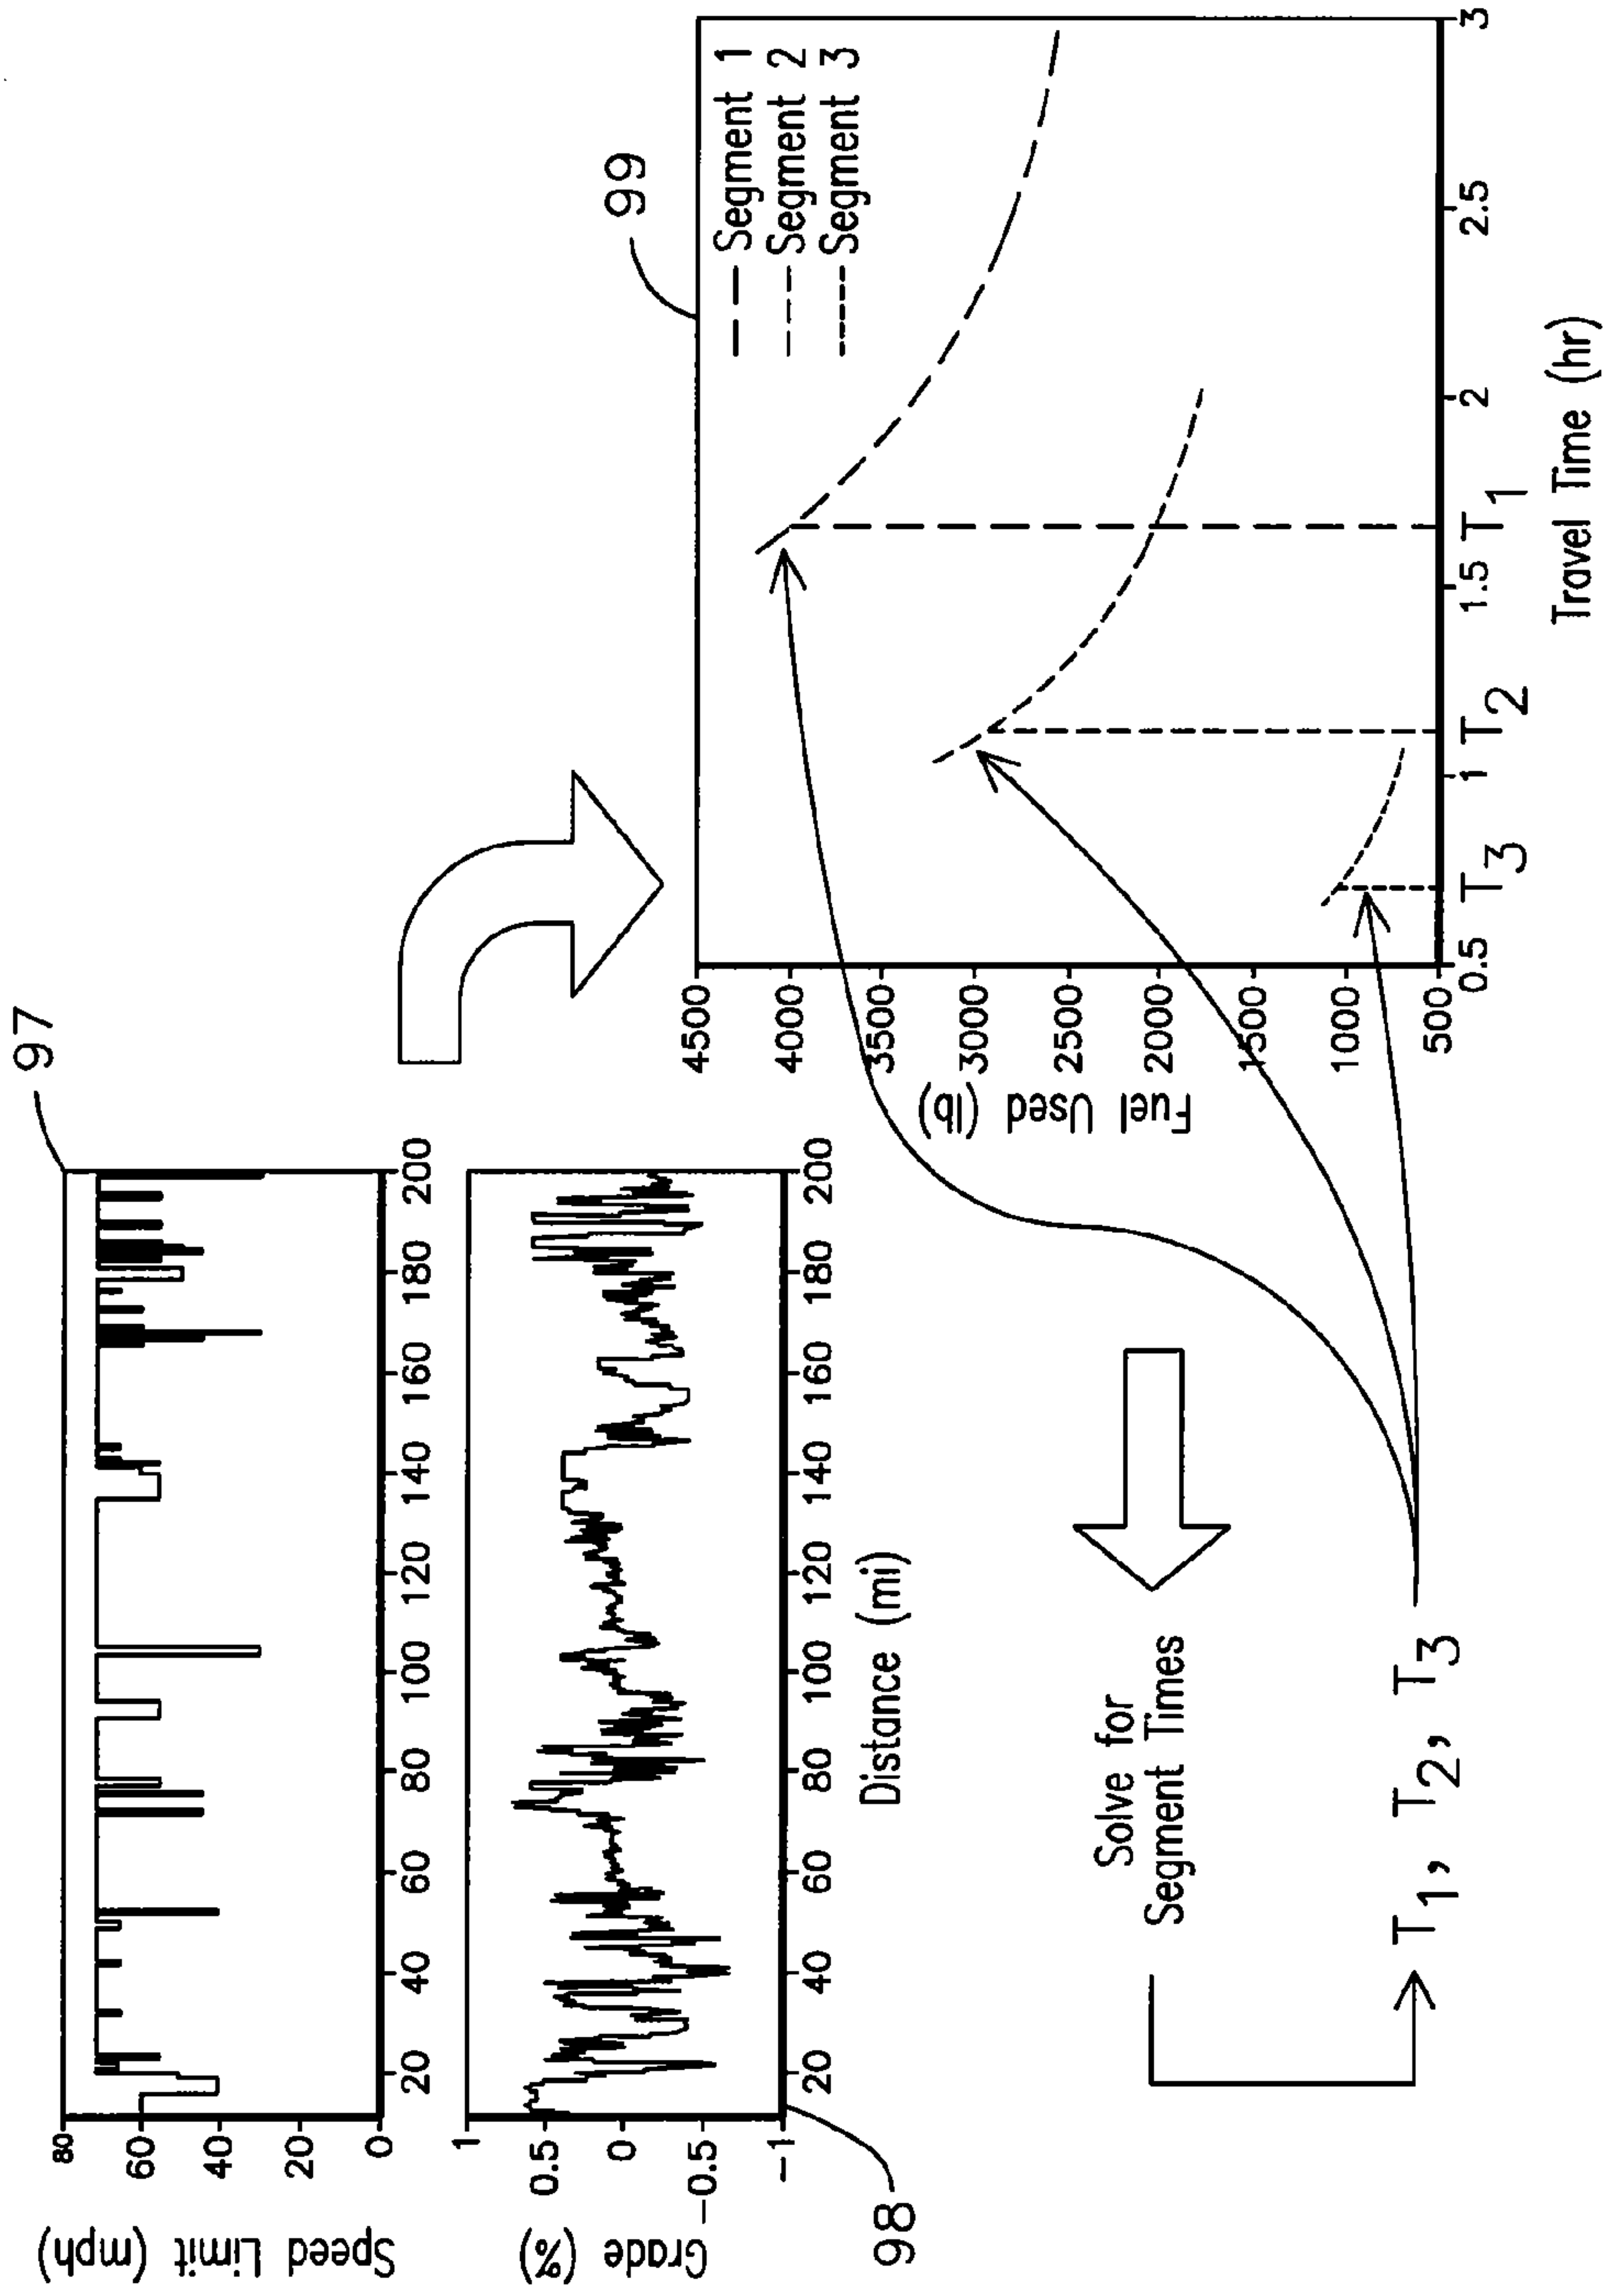 97
Speed Limit (mph)
80
60
40
20
0
20 40 60 80 100 120 140 160 180 200
Grade (%)
1
0.5
0
-0.5
-1
20 40 60 80 100 120 140 160 180 200
Distance (mi)
98
99
Fuel Used (lb)
4500
4000
3500
3000
2500
2000
1500
1000
500
Segment 1
Segment 2
Segment 3
0.5 T3 1 T2 1.5 T1 2 2.5 3
Travel Time (hr)
Solve for
Segment Times
T1, T2, T3